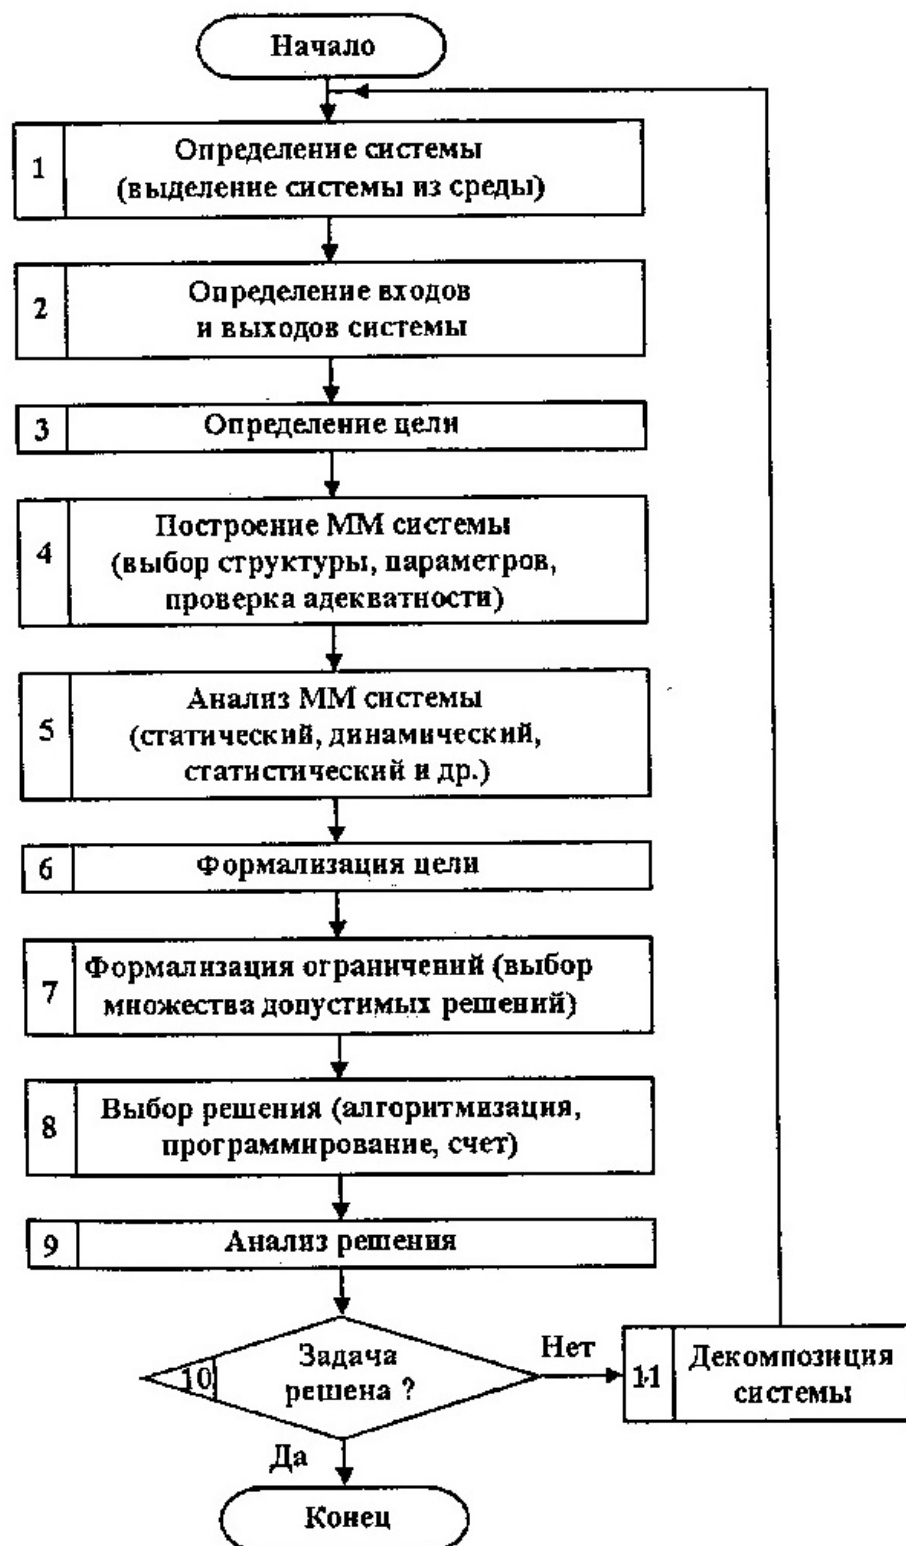 Начало
1
Определение системы
(выделение системы из среды)
2
Определение входов
и выходов системы
3
Определение цели
4
Построение ММ системы
(выбор структуры, параметров,
проверка адекватности)
5
Анализ ММ системы
(статический, динамический,
статистический и др.)
6
Формализация цели
7
Формализация ограничений (выбор
множества допустимых решений)
8
Выбор решения (алгоритмизация,
программирование, счет)
9
Анализ решения
10
Задача
решена ?
Нет
11
Декомпозиция
системы
Да
Конец